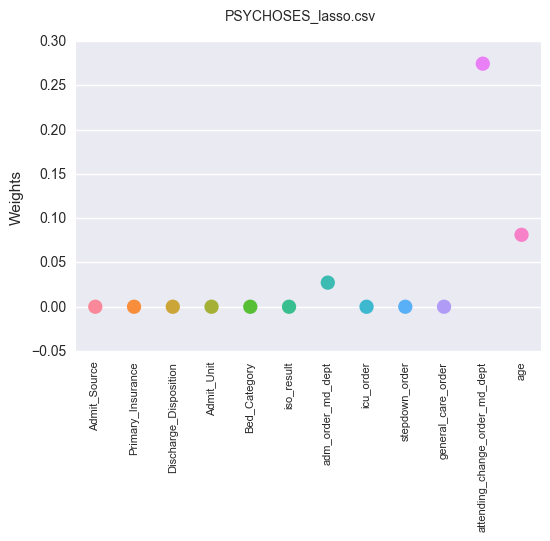 PSYCHOSES_lasso.csv
0.30
0.25
0.20
0.15
0.10
0.05
0.00
−0.05
Weights
Admit_Source
Primary_Insurance
Discharge_Disposition
Admit_Unit
Bed_Category
iso_result
adm_order_md_dept
icu_order
stepdown_order
general_care_order
attending_change_order_md_dept
age